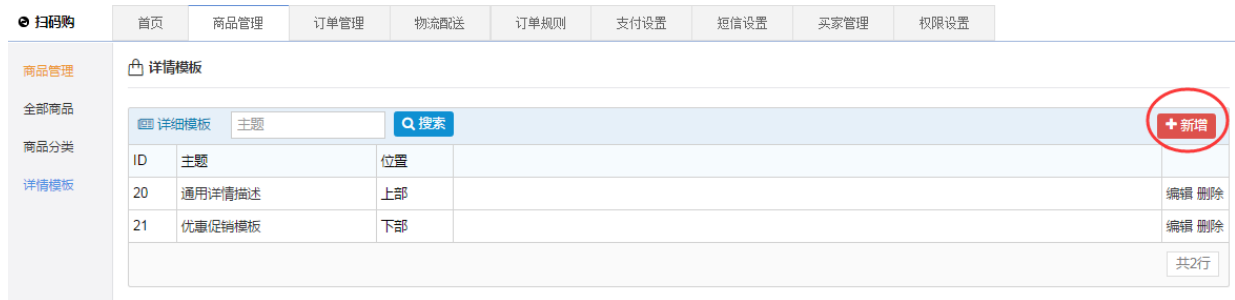 扫码购 首页 商品管理 订单管理 物流配送 订单规则 支付设置 短信设置 买家管理 权限设置
商品管理
全部商品
商品分类
详情模板
详情模板
详细模板 主题 搜索 新增
ID 主题 位置
20 通用详情描述 上部 编辑 删除
21 优惠促销模板 下部 编辑 删除
共2行